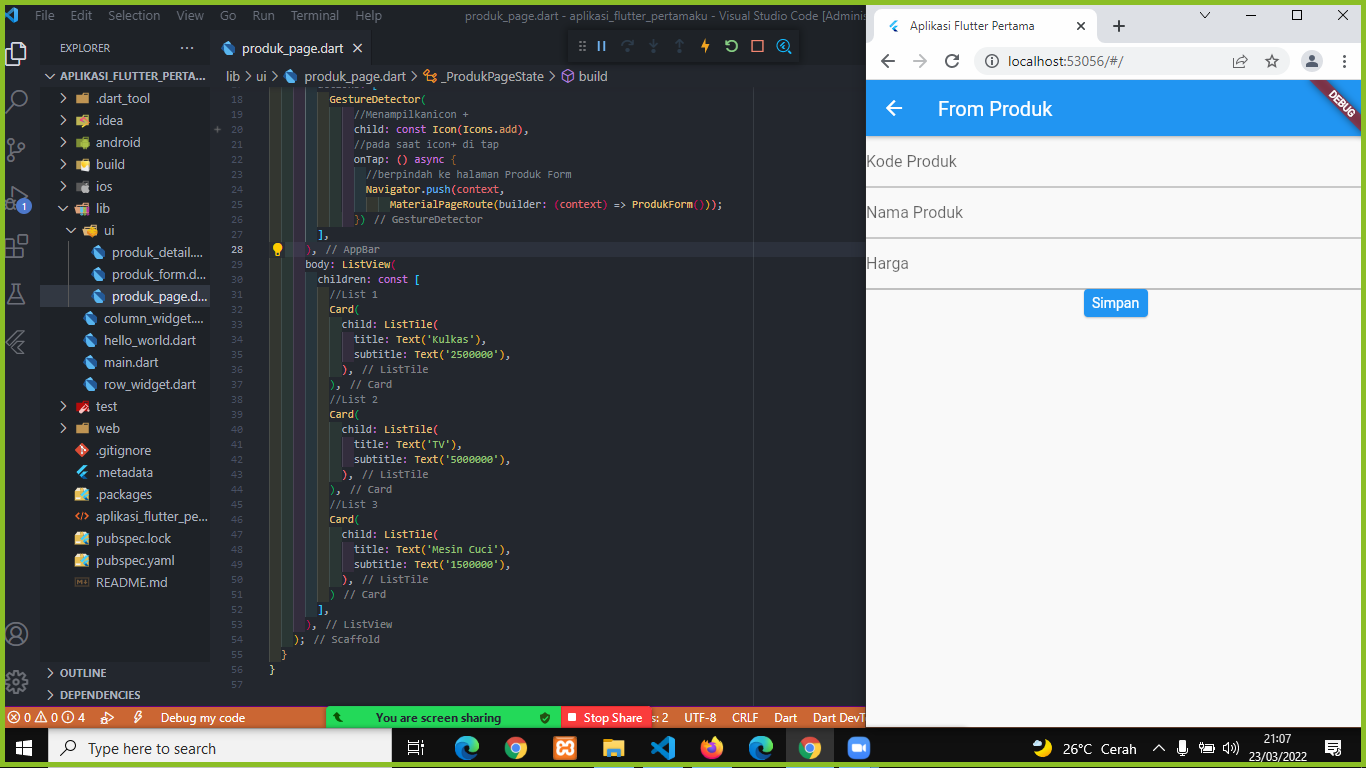 File Edit Selection View Go Run Terminal Help
produk_page.dart - aplikasi_flutter_pertamaku - Visual Studio Code [Adminis
EXPLORER ···
APLIKASI_FLUTTER_PERTA...
.dart_tool
.idea
android
build
ios
lib
ui
produk_detail....
produk_form.d...
produk_page.d...
column_widget....
hello_world.dart
main.dart
row_widget.dart
test
web
.gitignore
.metadata
.packages
aplikasi_flutter_pe...
pubspec.lock
pubspec.yaml
README.md
OUTLINE
DEPENDENCIES
1
produk_page.dart
lib > ui > produk_page.dart > _ProdukPageState > build
18 GestureDetector(
19 //Menampilkanicon +
20 child: const Icon(Icons.add),
21 //pada saat icon+ di tap
22 onTap: () async {
23 //berpindah ke halaman Produk Form
24 Navigator.push(context,
25 MaterialPageRoute(builder: (context) => ProdukForm()));
26 }) // GestureDetector
27 ],
28 ), // AppBar
29 body: ListView(
30 children: const [
31 //List 1
32 Card(
33 child: ListTile(
34 title: Text('Kulkas'),
35 subtitle: Text('2500000'),
36 ), // ListTile
37 ), // Card
38 //List 2
39 Card(
40 child: ListTile(
41 title: Text('TV'),
42 subtitle: Text('5000000'),
43 ), // ListTile
44 ), // Card
45 //List 3
46 Card(
47 child: ListTile(
48 title: Text('Mesin Cuci'),
49 subtitle: Text('1500000'),
50 ), // ListTile
51 ) // Card
52 ],
53 ), // ListView
54 ); // Scaffold
55 }
56 }
57
0 0 4 Debug my code
You are screen sharing
Stop Share
s: 2 UTF-8 CRLF Dart Dart DevT
Aplikasi Flutter Pertama
localhost:53056/#/
From Produk
DEBUG
Kode Produk
Nama Produk
Harga
Simpan
Type here to search
26°C Cerah
21:07
23/03/2022